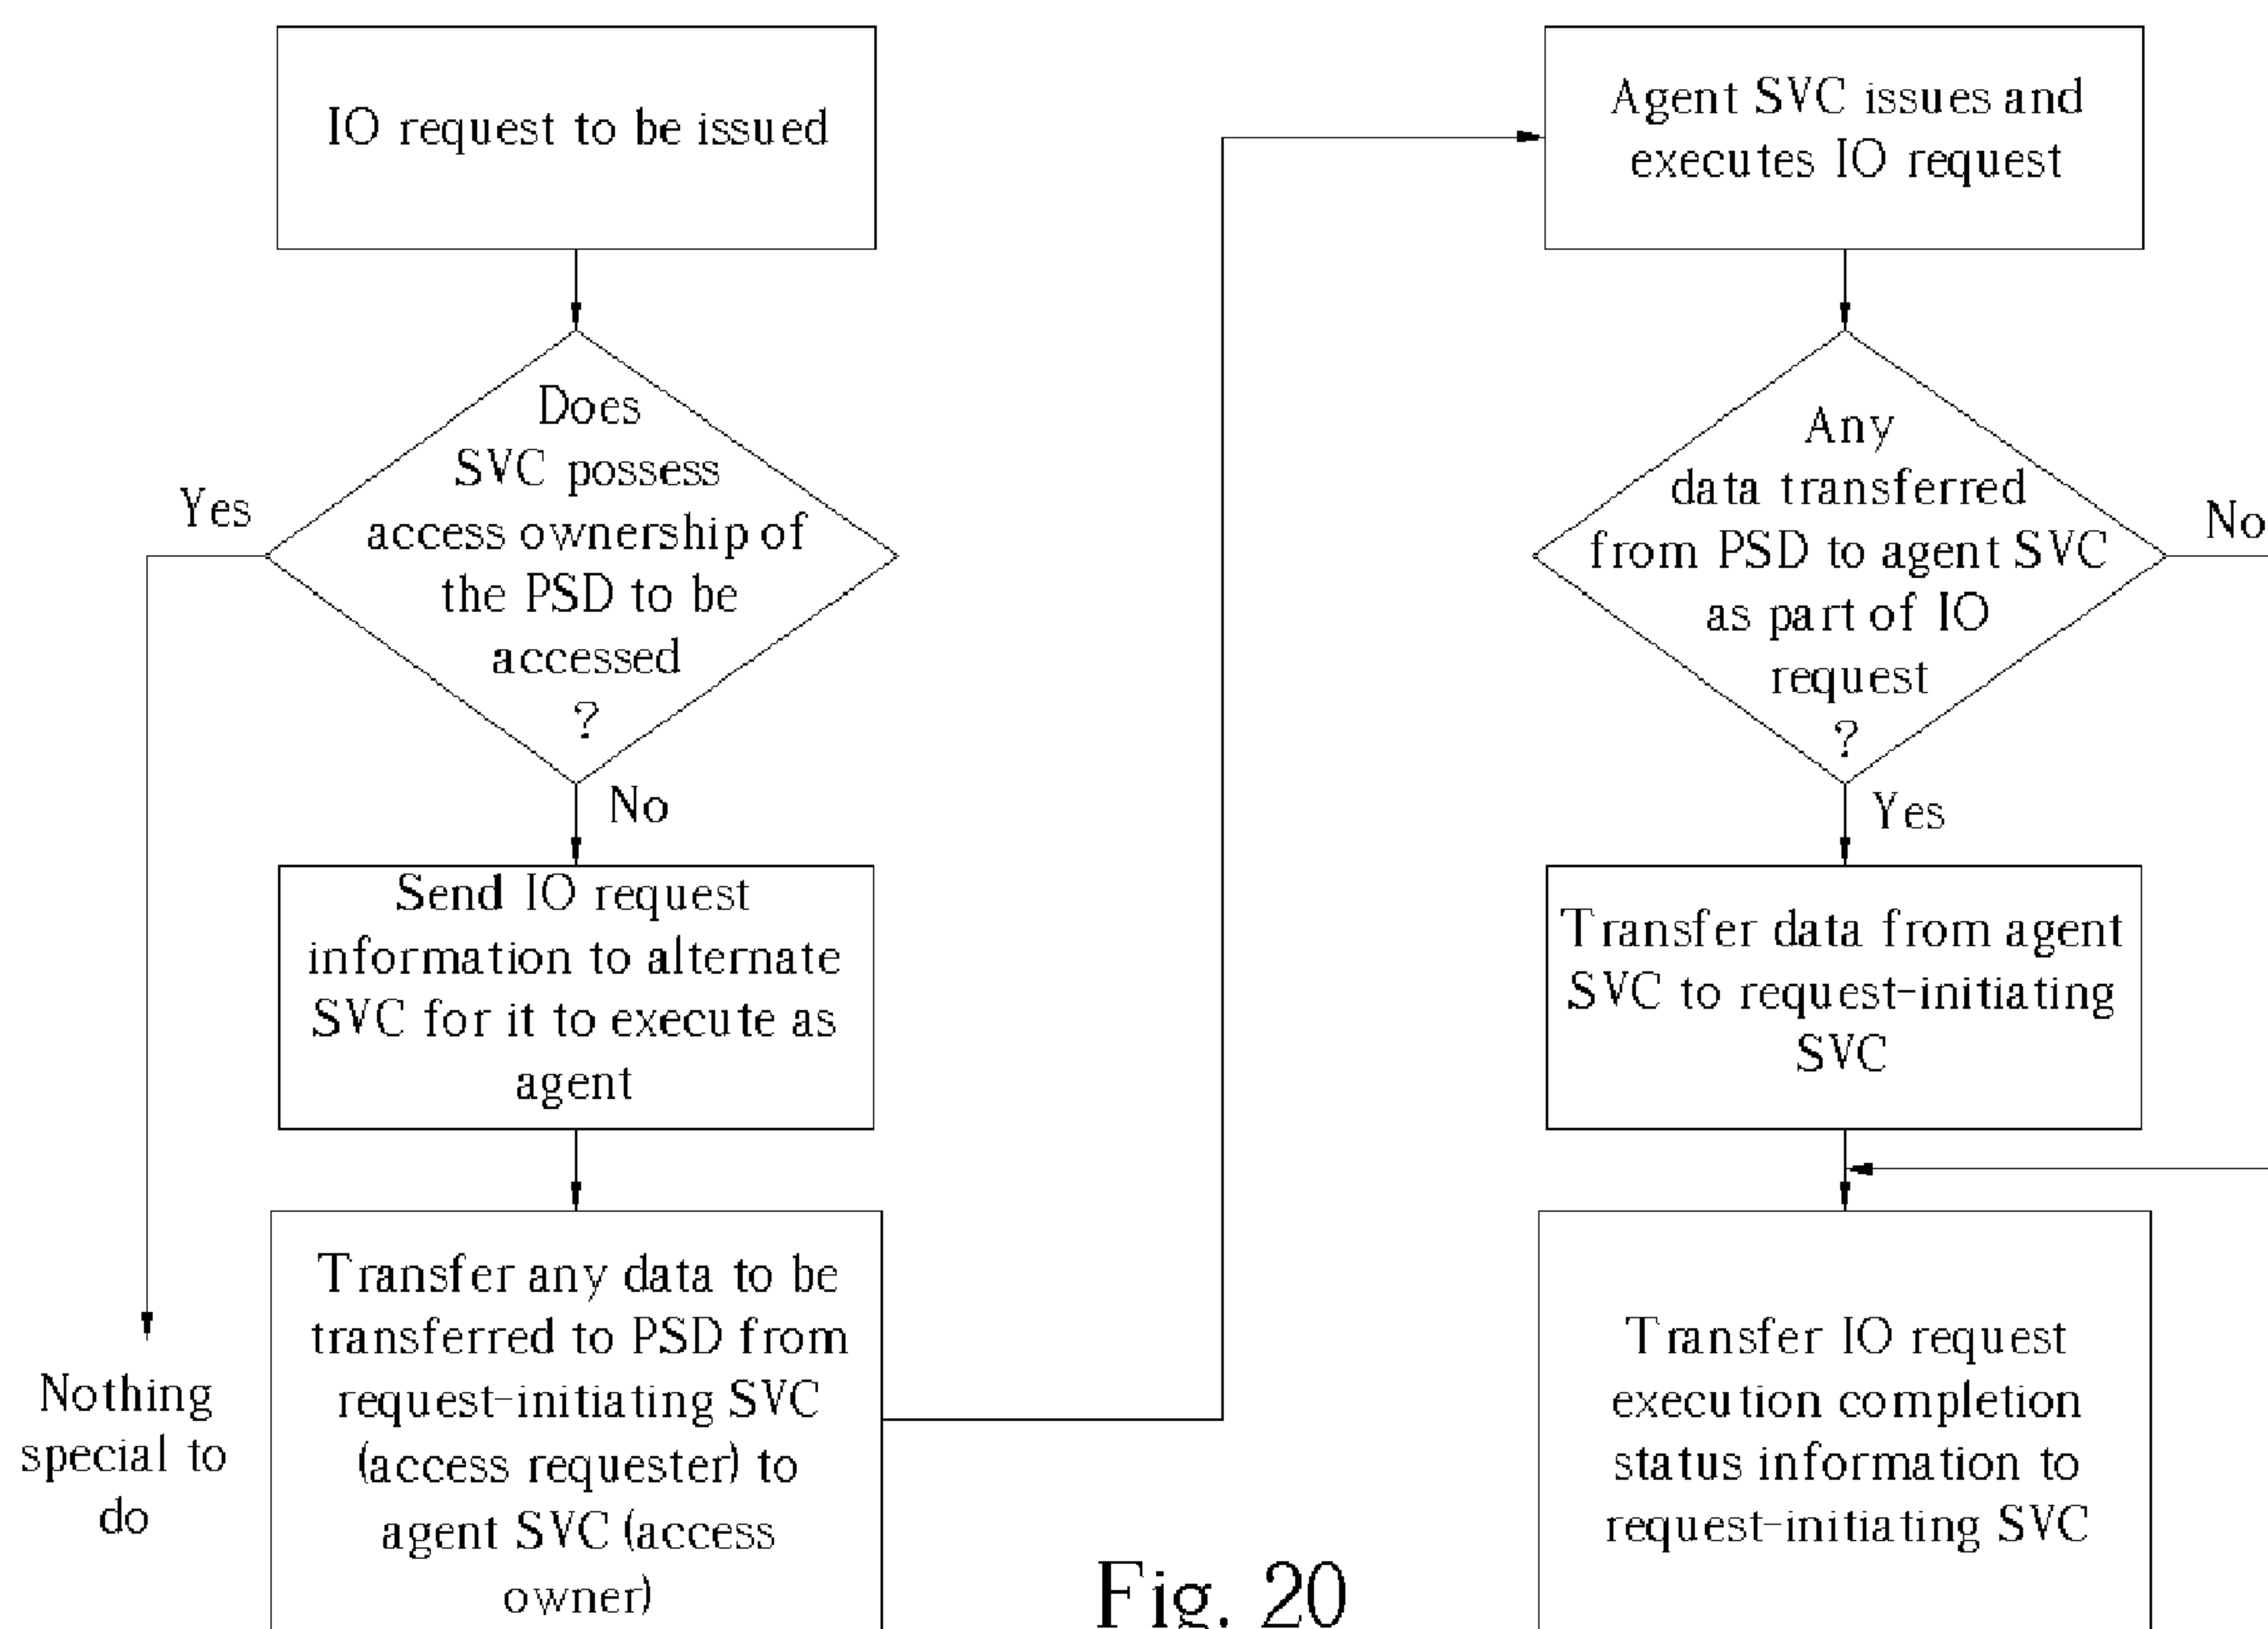 IO request to be issued
Does
SVC possess
access ownership of
the PSD to be
accessed
?
Yes
No
Nothing
special to
do
Send IO request
information to alternate
SVC for it to execute as
agent
Transfer any data to be
transferred to PSD from
request-initiating SVC
(access requester) to
agent SVC (access
owner)
Agent SVC issues and
executes IO request
Any
data transferred
from PSD to agent SVC
as part of IO
request
?
No
Yes
Transfer data from agent
SVC to request-initiating
SVC
Transfer IO request
execution completion
status information to
request-initiating SVC
Fig. 20